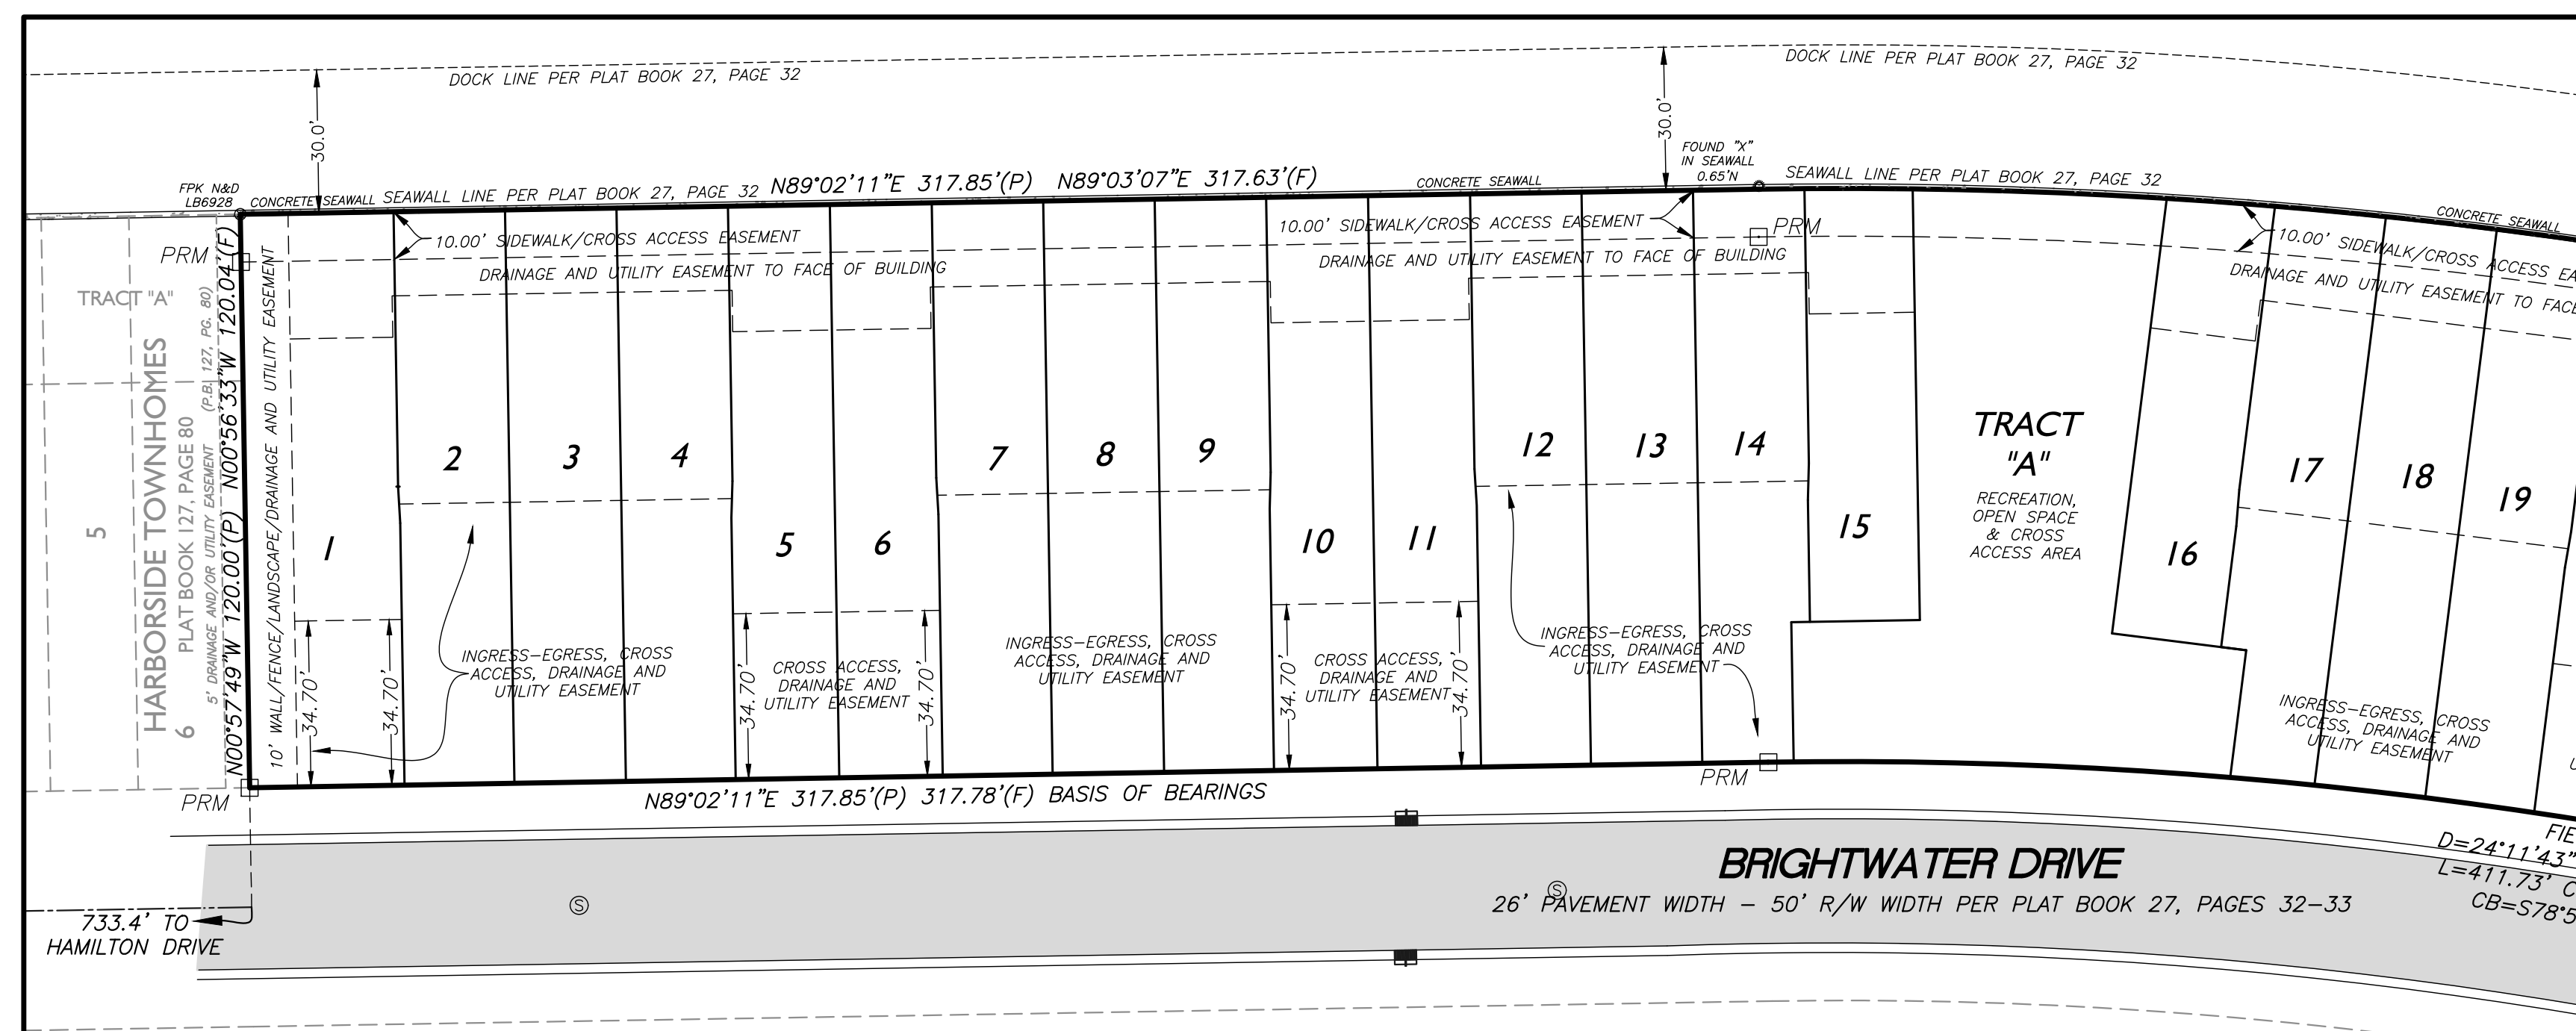 DOCK LINE PER PLAT BOOK 27, PAGE 32
DOCK LINE PER PLAT BOOK 27, PAGE 32
30.0'
30.0'
FPK N&D
LB6928
CONCRETE SEAWALL
SEAWALL LINE PER PLAT BOOK 27, PAGE 32
N89°02'11"E 317.85'(P)
N89°03'07"E 317.63'(F)
CONCRETE SEAWALL
FOUND "X"
IN SEAWALL
0.65'N
SEAWALL LINE PER PLAT BOOK 27, PAGE 32
CONCRETE SEAWALL
PRM
10.00' SIDEWALK/CROSS ACCESS EASEMENT
DRAINAGE AND UTILITY EASEMENT TO FACE OF BUILDING
10.00' SIDEWALK/CROSS ACCESS EASEMENT
DRAINAGE AND UTILITY EASEMENT TO FACE OF BUILDING
PRM
10.00' SIDEWALK/CROSS ACCESS EA
DRAINAGE AND UTILITY EASEMENT TO FACE
TRACT "A"
5
HARBORSIDE TOWNHOMES
PLAT BOOK 127, PAGE 80
6
5' DRAINAGE AND/OR UTILITY EASEMENT (P.B. 127, PG. 80)
N00°57'49"W 120.00'(P) N00°56'33"W 120.04'(F)
10' WALL/FENCE/LANDSCAPE/DRAINAGE AND UTILITY EASEMENT
1
2
3
4
5
6
7
8
9
10
11
12
13
14
15
TRACT
"A"
RECREATION,
OPEN SPACE
& CROSS
ACCESS AREA
16
17
18
19
34.70'
34.70'
INGRESS-EGRESS, CROSS
ACCESS, DRAINAGE AND
UTILITY EASEMENT
34.70'
CROSS ACCESS,
DRAINAGE AND
UTILITY EASEMENT
34.70'
INGRESS-EGRESS, CROSS
ACCESS, DRAINAGE AND
UTILITY EASEMENT
34.70'
CROSS ACCESS,
DRAINAGE AND
UTILITY EASEMENT
34.70'
INGRESS-EGRESS, CROSS
ACCESS, DRAINAGE AND
UTILITY EASEMENT
INGRESS-EGRESS, CROSS
ACCESS, DRAINAGE AND
UTILITY EASEMENT
PRM
PRM
N89°02'11"E 317.85'(P) 317.78'(F) BASIS OF BEARINGS
BRIGHTWATER DRIVE
26' PAVEMENT WIDTH - 50' R/W WIDTH PER PLAT BOOK 27, PAGES 32-33
S
S
733.4' TO
HAMILTON DRIVE
FIE
D=24°11'43"
L=411.73' C
CB=S78°5